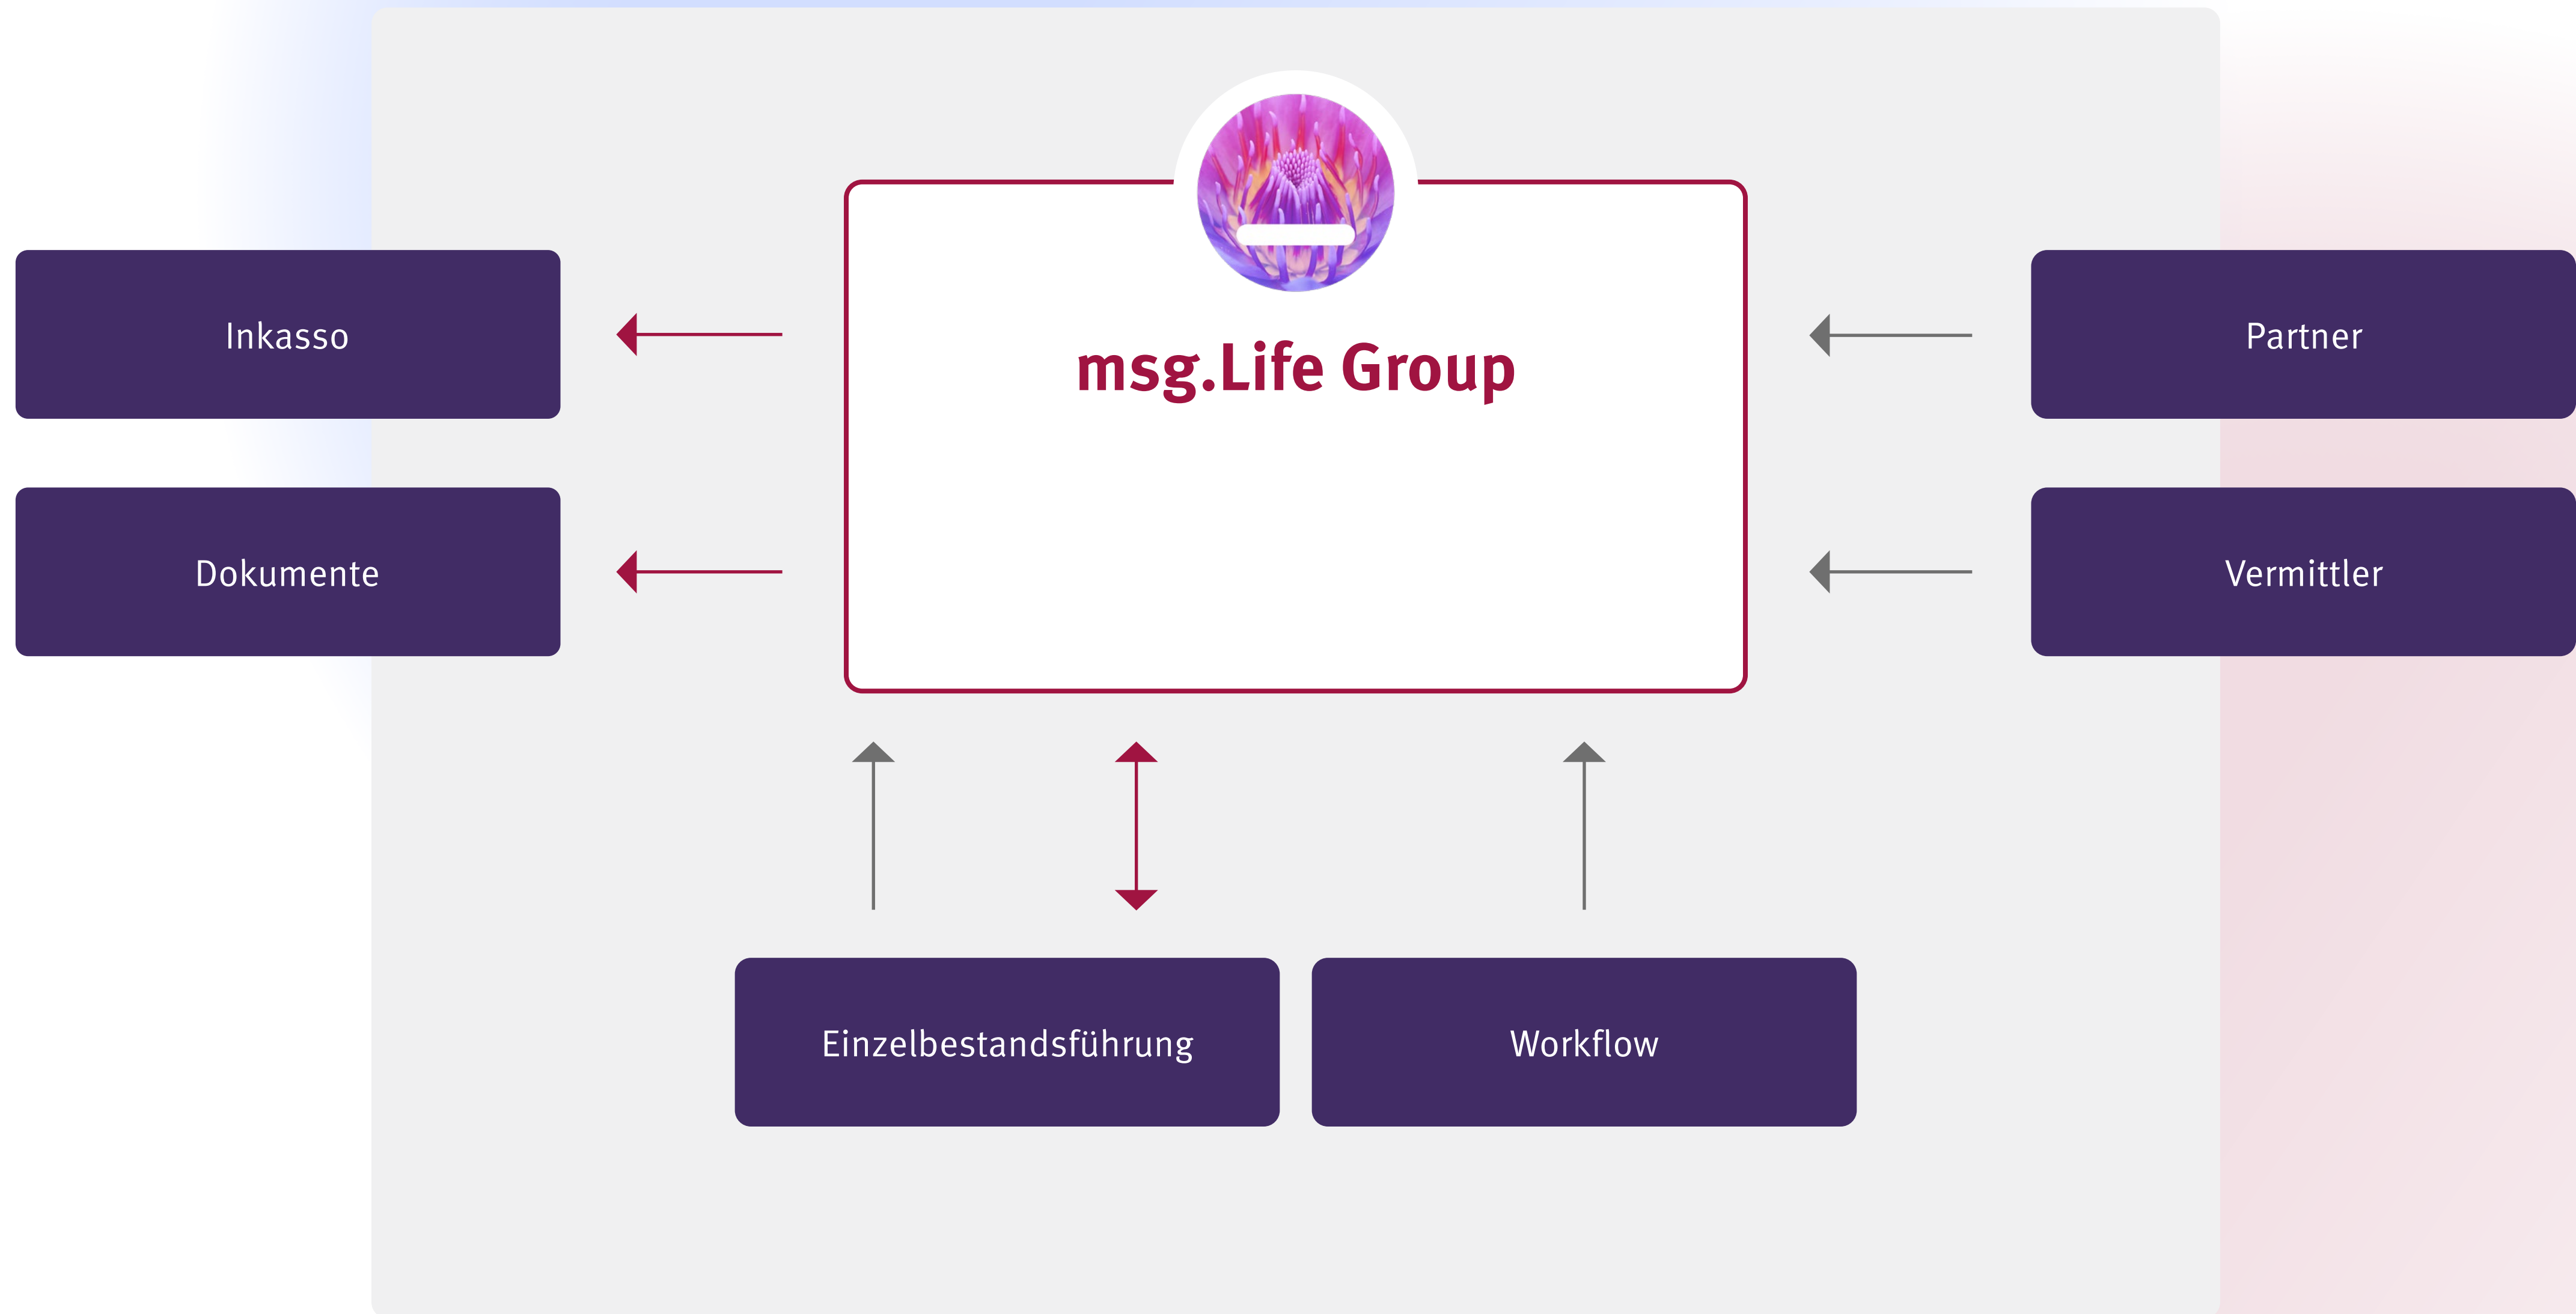 msg.Life Group
Inkasso
Partner
Dokumente
Vermittler
Einzelbestandsführung
Workflow